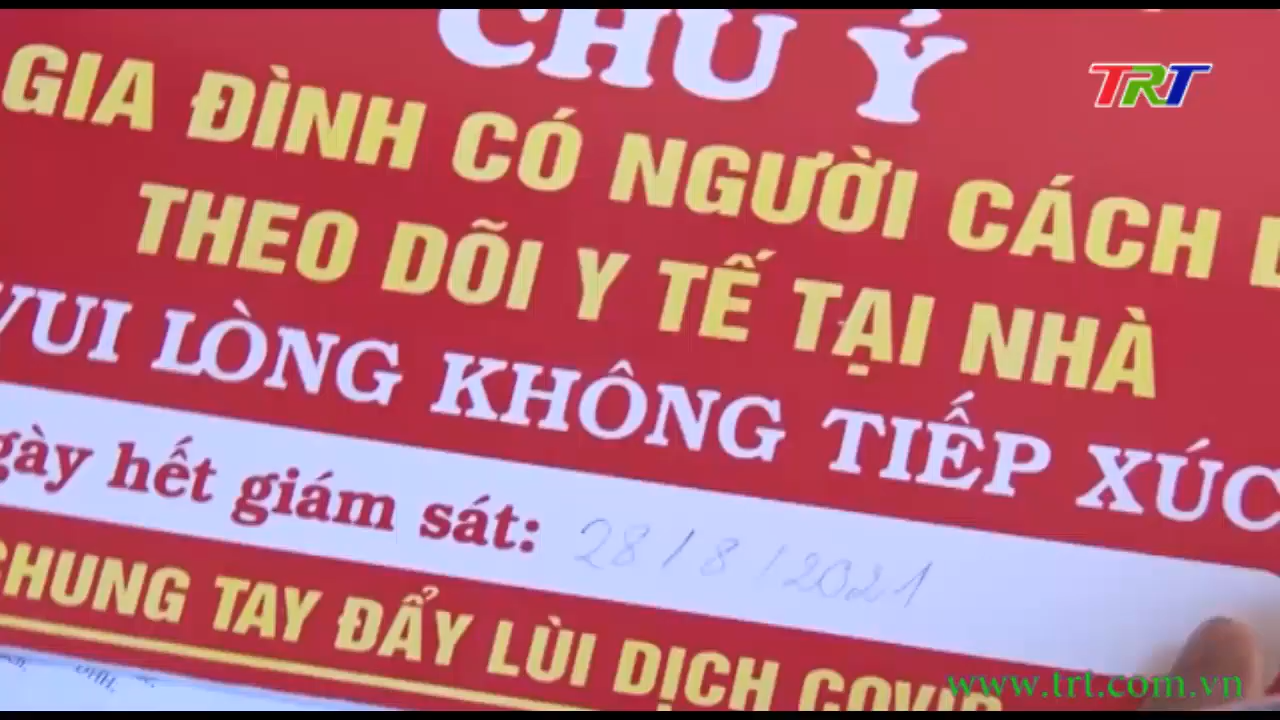 CHÚ Ý
TRT
GIA ĐÌNH CÓ NGƯỜI CÁCH
THEO DÕI Y TẾ TẠI NHÀ
VUI LÒNG KHÔNG TIẾP XÚC
gày hết giám sát: 28/8/2021
CHUNG TAY ĐẨY LÙI DỊCH COVID
www.trt.com.vn